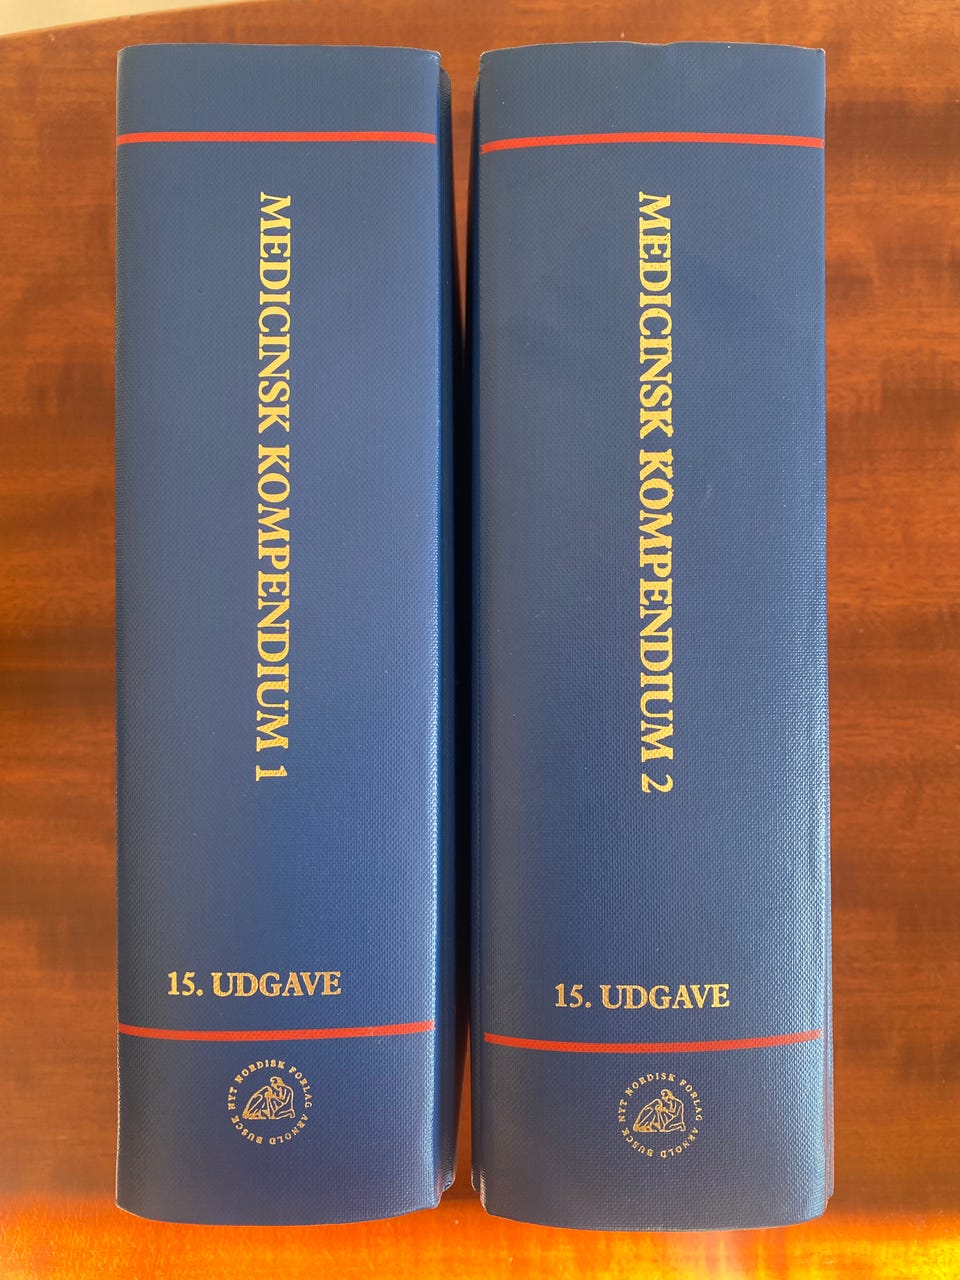 MEDICINSK KOMPENDIUM 1
15. UDGAVE
NYT NORDISK FORLAG ARNOLD BUSCK
MEDICINSK KOMPENDIUM 2
15. UDGAVE
NYT NORDISK FORLAG ARNOLD BUSCK